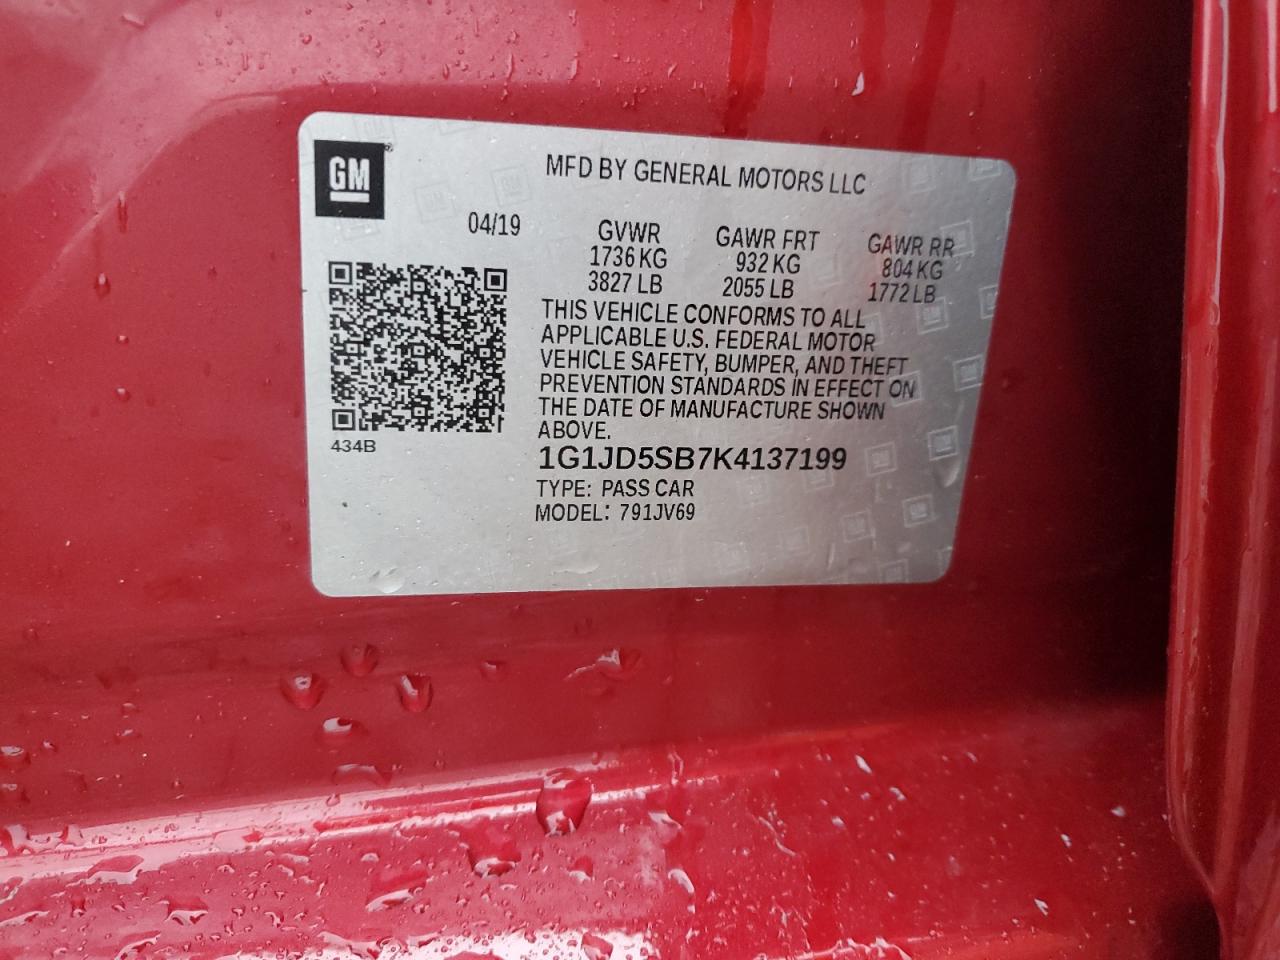 GM
MFD BY GENERAL MOTORS LLC
04/19 GVWR GAWR FRT GAWR RR
1736 KG 932 KG 804 KG
3827 LB 2055 LB 1772 LB
THIS VEHICLE CONFORMS TO ALL
APPLICABLE U.S. FEDERAL MOTOR
VEHICLE SAFETY, BUMPER, AND THEFT
PREVENTION STANDARDS IN EFFECT ON
THE DATE OF MANUFACTURE SHOWN
ABOVE.
434B
1G1JD5SB7K4137199
TYPE: PASS CAR
MODEL: 791JV69